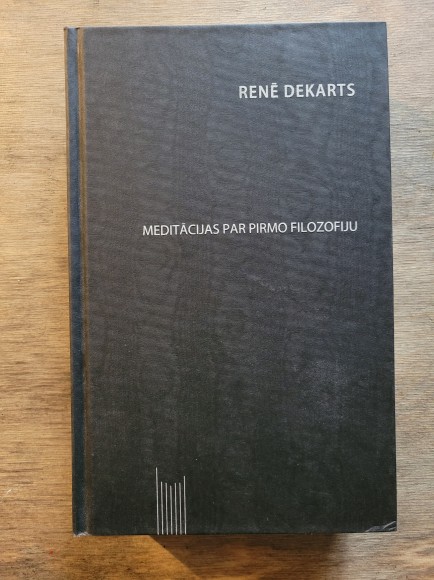 RENĒ DEKARTS
MEDITĀCIJAS PAR PIRMO FILOZOFIJU